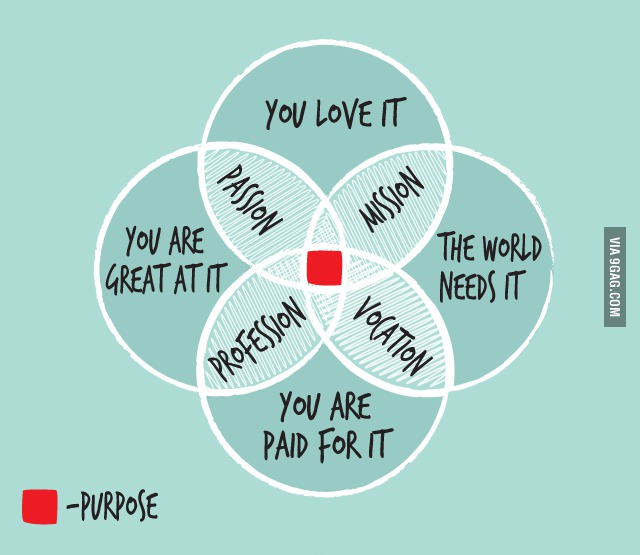 YOU LOVE IT
PASSION
MISSION
YOU ARE
GREAT AT IT
THE WORLD
NEEDS IT
PROFESSION
VOCATION
YOU ARE
PAID FOR IT
-PURPOSE
VIA 9GAG.COM